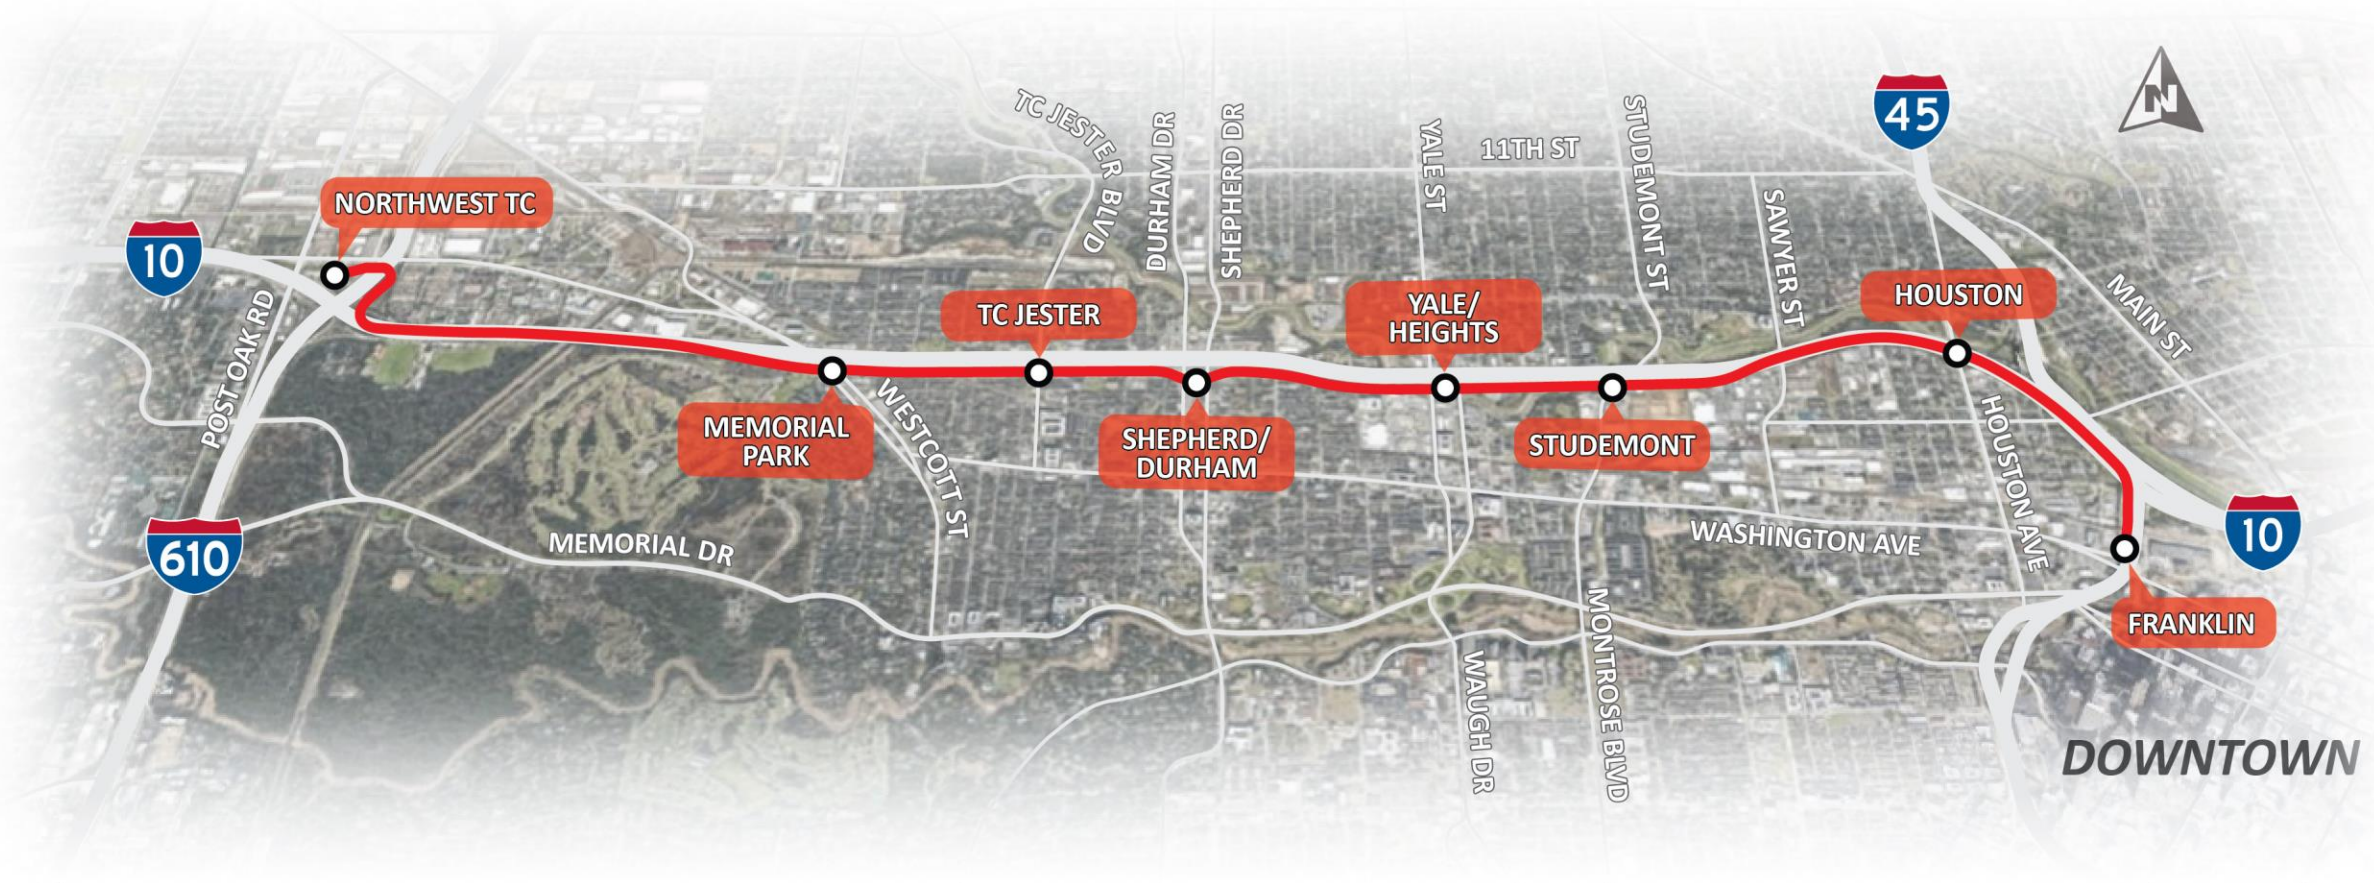 TC JESTER BLVD
DURHAM DR
SHEPHERD DR
YALE ST
11TH ST
STUDEMONT ST
45
N
NORTHWEST TC
10
SAWYER ST
MAIN ST
TC JESTER
YALE/
HEIGHTS
HOUSTON
POST OAK RD
MEMORIAL
PARK
WESTCOTT ST
SHEPHERD/
DURHAM
STUDEMONT
HOUSTON AVE
610
MEMORIAL DR
WASHINGTON AVE
10
WAUGH DR
MONTROSE BLVD
FRANKLIN
DOWNTOWN